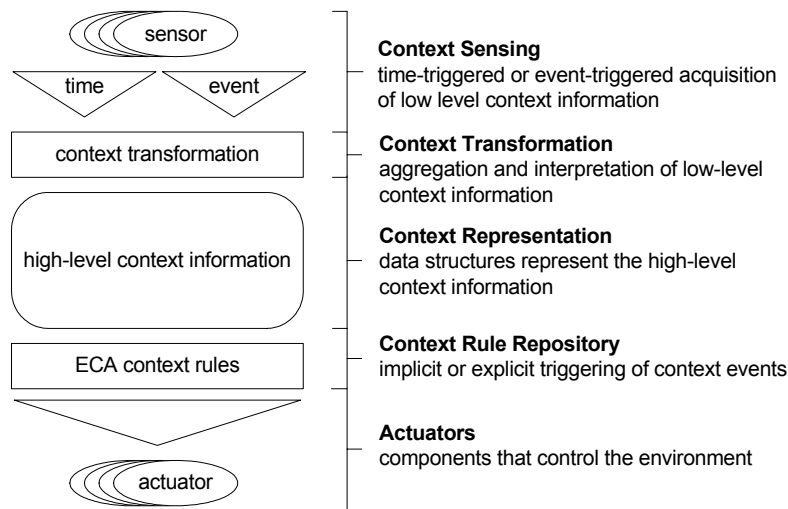 sensor
time
event
context transformation
high-level context information
ECA context rules
actuator
Context Sensing
time-triggered or event-triggered acquisition
of low level context information
Context Transformation
aggregation and interpretation of low-level
context information
Context Representation
data structures represent the high-level
context information
Context Rule Repository
implicit or explicit triggering of context events
Actuators
components that control the environment